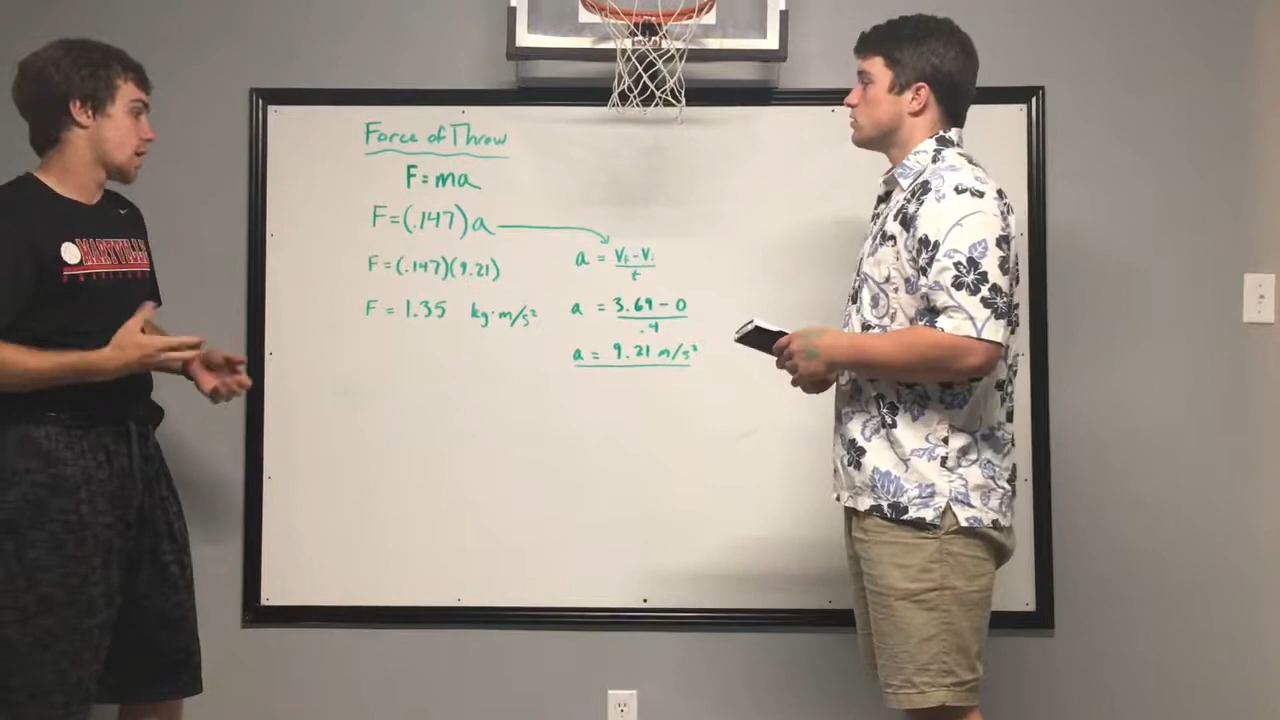 Force of Throw
F=ma
F=(.147)a
F=(.147)(9.21)
F = 1.35 kg·m/s²
a = Vf-Vi/t
a = 3.69-0/.4
a = 9.21 m/s²
MARYVILLE